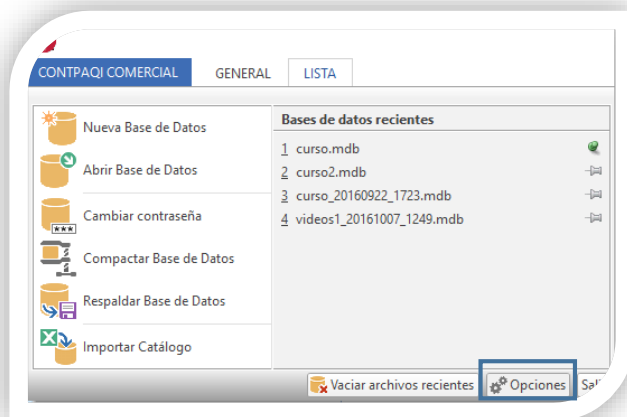 CONTPAQI COMERCIAL GENERAL LISTA
Nueva Base de Datos
Abrir Base de Datos
Cambiar contraseña
Compactar Base de Datos
Respaldar Base de Datos
Importar Catálogo
Bases de datos recientes
1 curso.mdb
2 curso2.mdb
3 curso_20160922_1723.mdb
4 videos1_20161007_1249.mdb
Vaciar archivos recientes Opciones